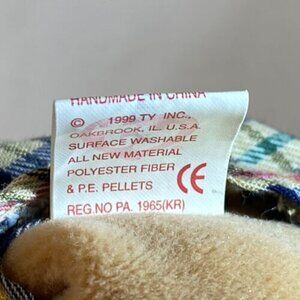 HANDMADE IN CHINA
© 1999 TY INC.,
OAKBROOK, IL. U.S.A.
SURFACE WASHABLE
ALL NEW MATERIAL
POLYESTER FIBER
& P.E. PELLETS CE
REG.NO PA. 1965(KR)